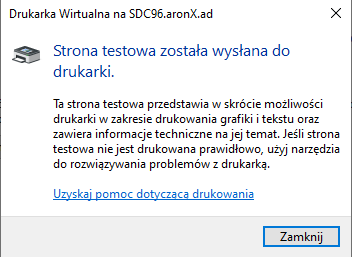 Drukarka Wirtualna na SDC96.aronX.ad
Strona testowa została wysłana do
drukarki.
Ta strona testowa przedstawia w skrócie możliwości
drukarki w zakresie drukowania grafiki i tekstu oraz
zawiera informacje techniczne na jej temat. Jeśli strona
testowa nie jest drukowana prawidłowo, użyj narzędzia
do rozwiązywania problemów z drukarką.
Uzyskaj pomoc dotyczącą drukowania
Zamknij